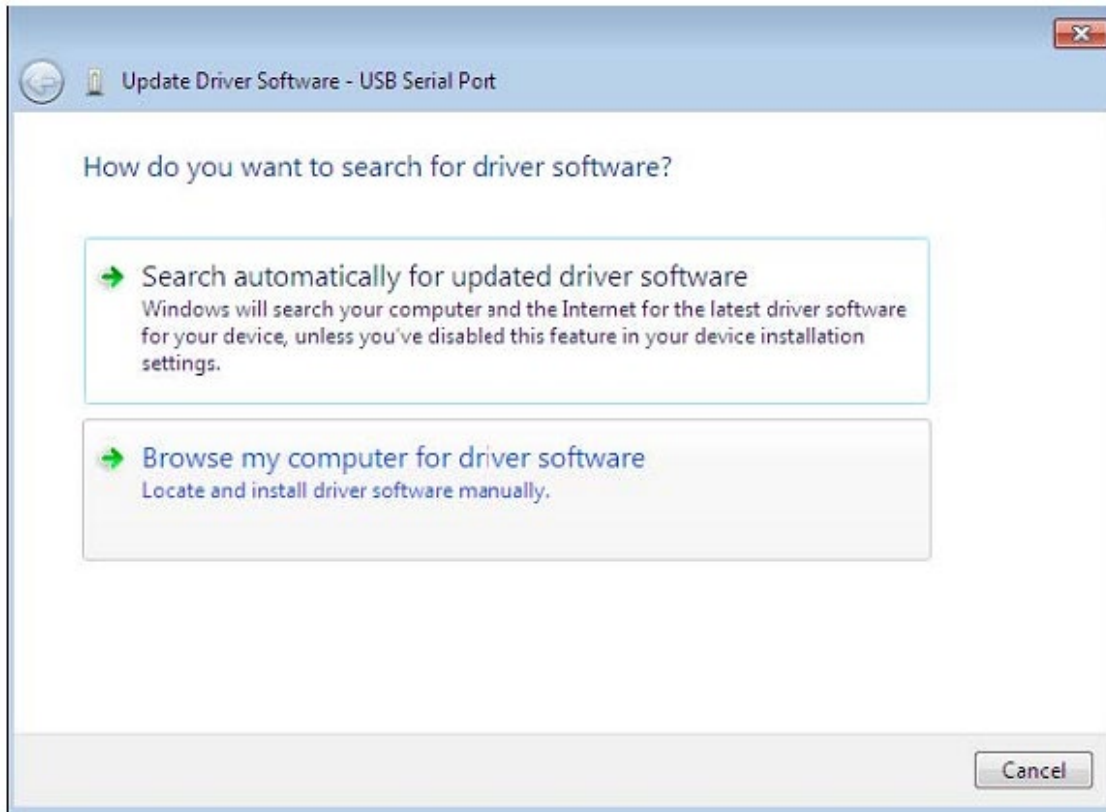 Update Driver Software - USB Serial Port
How do you want to search for driver software?
Search automatically for updated driver software
Windows will search your computer and the Internet for the latest driver software
for your device, unless you've disabled this feature in your device installation
settings.
Browse my computer for driver software
Locate and install driver software manually.
Cancel